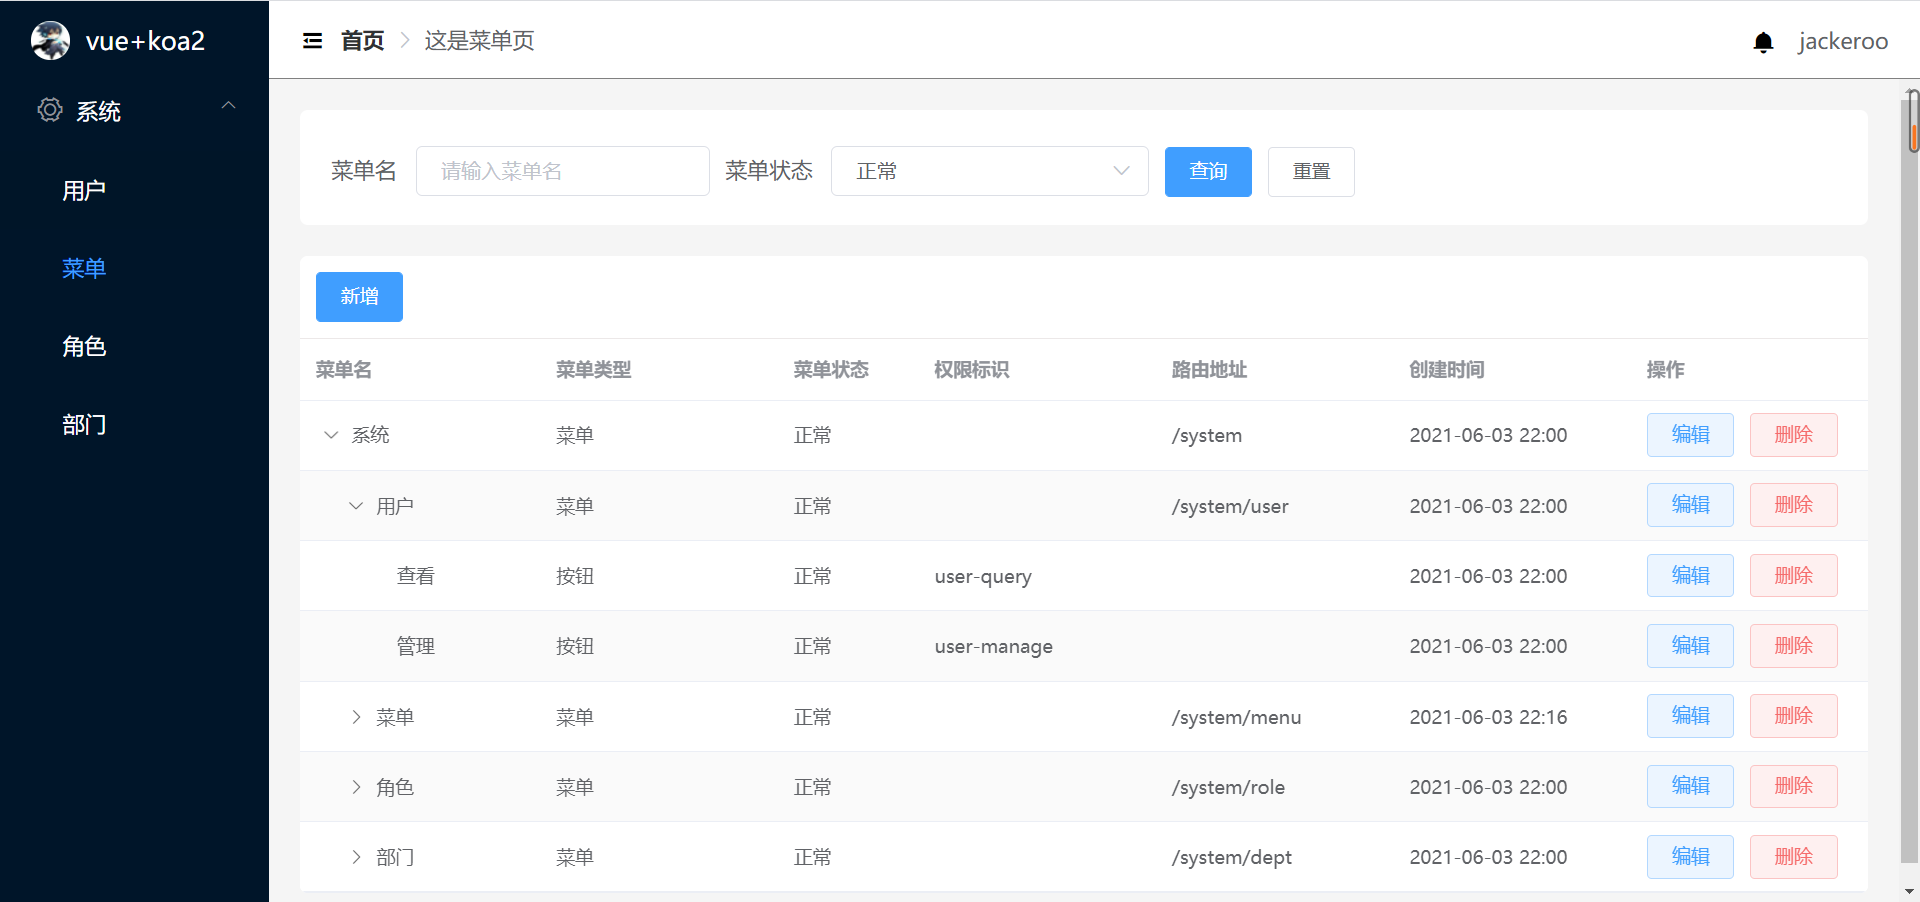 vue+koa2
首页 这是菜单页
jackeroo
系统
用户
菜单
角色
部门
菜单名 请输入菜单名 菜单状态 正常 查询 重置
新增
菜单名 菜单类型 菜单状态 权限标识 路由地址 创建时间 操作
系统 菜单 正常 /system 2021-06-03 22:00 编辑 删除
用户 菜单 正常 /system/user 2021-06-03 22:00 编辑 删除
查看 按钮 正常 user-query 2021-06-03 22:00 编辑 删除
管理 按钮 正常 user-manage 2021-06-03 22:00 编辑 删除
菜单 菜单 正常 /system/menu 2021-06-03 22:16 编辑 删除
角色 菜单 正常 /system/role 2021-06-03 22:00 编辑 删除
部门 菜单 正常 /system/dept 2021-06-03 22:00 编辑 删除